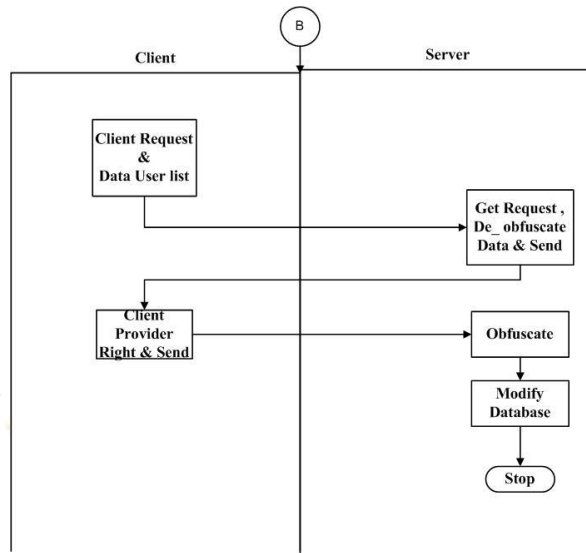 B
Client
Server
Client Request
&
Data User list
Get Request ,
De_ obfuscate
Data & Send
Client
Provider
Right & Send
Obfuscate
Modify
Database
Stop